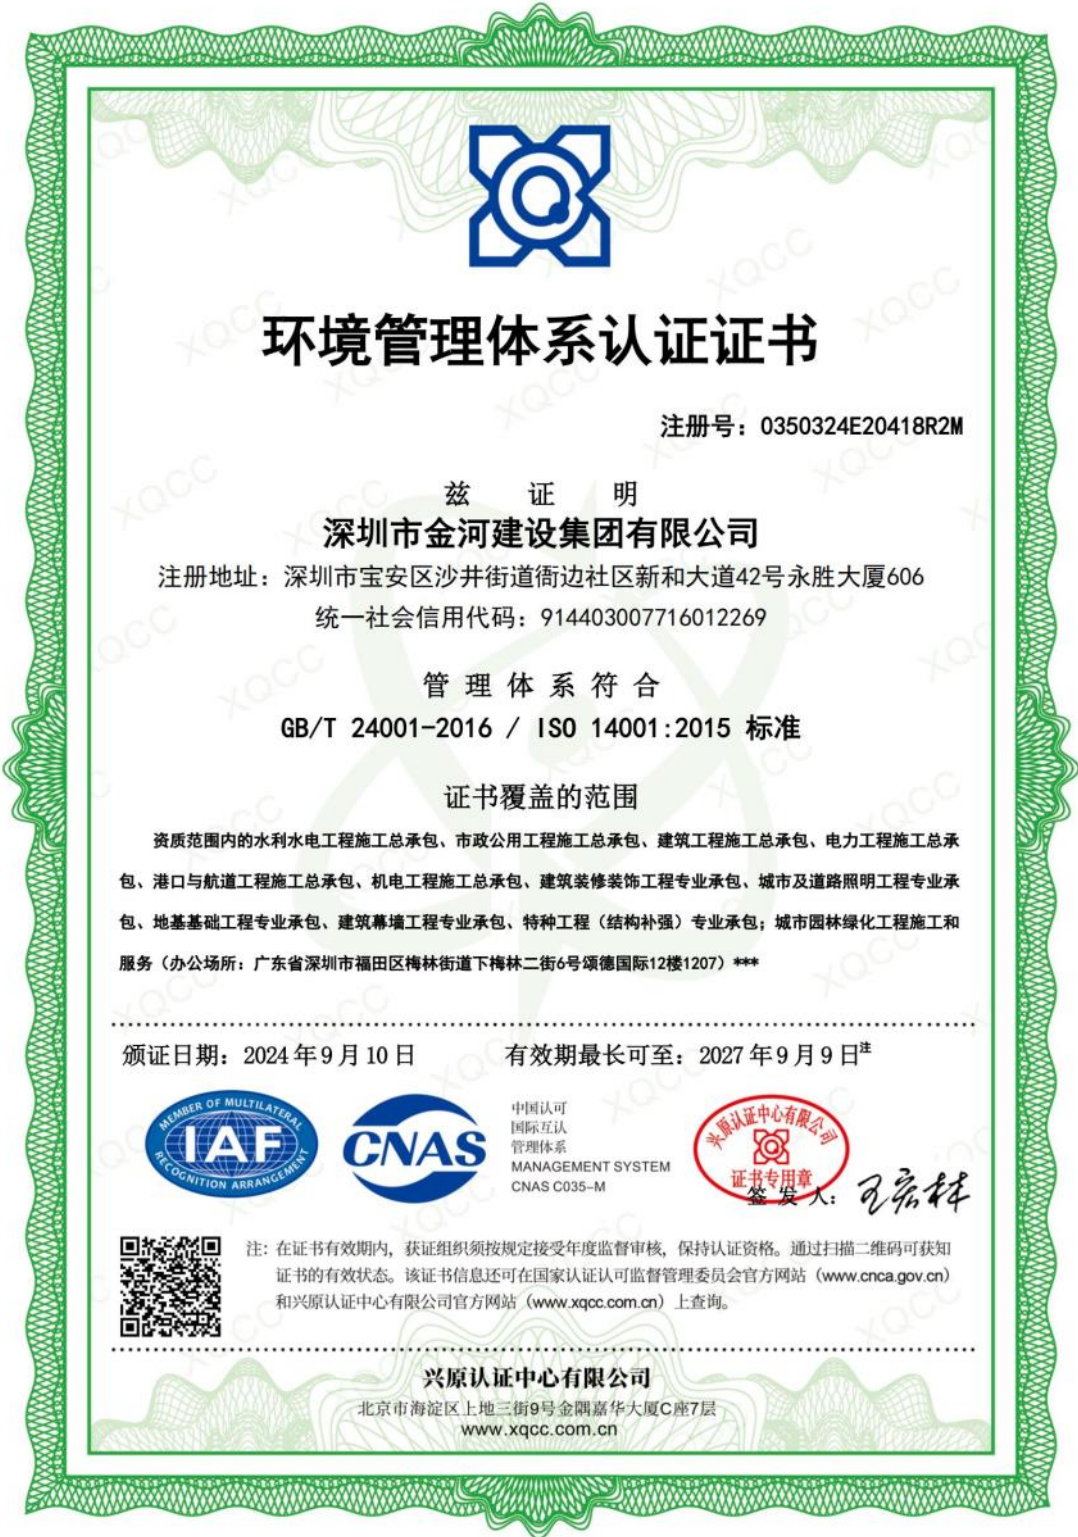 环境管理体系认证证书
注册号：0350324E20418R2M
兹 证 明
深圳市金河建设集团有限公司
注册地址：深圳市宝安区沙井街道衙边社区新和大道42号永胜大厦606
统一社会信用代码：914403007716012269
管理体系符合
GB/T 24001-2016 / ISO 14001:2015 标准
证书覆盖的范围
资质范围内的水利水电工程施工总承包、市政公用工程施工总承包、建筑工程施工总承包、电力工程施工总承
包、港口与航道工程施工总承包、机电工程施工总承包、建筑装修装饰工程专业承包、城市及道路照明工程专业承
包、地基基础工程专业承包、建筑幕墙工程专业承包、特种工程（结构补强）专业承包；城市园林绿化工程施工和
服务（办公场所：广东省深圳市福田区梅林街道下梅林二街6号颂德国际12楼1207）***
颁证日期：2024年9月10日 有效期最长可至：2027年9月9日注
MEMBER OF MULTILATERAL
IAF
RECOGNITION ARRANGEMENT
CNAS
中国认可
国际互认
管理体系
MANAGEMENT SYSTEM
CNAS C035-M
兴原认证中心有限公司
证书专用章
签发人：王宏林
注：在证书有效期内，获证组织须按规定接受年度监督审核，保持认证资格。通过扫描二维码可获知
证书的有效状态。该证书信息还可在国家认证认可监督管理委员会官方网站（www.cnca.gov.cn）
和兴原认证中心有限公司官方网站（www.xqcc.com.cn）上查询。
兴原认证中心有限公司
北京市海淀区上地三街9号金隅嘉华大厦C座7层
www.xqcc.com.cn
XQCC